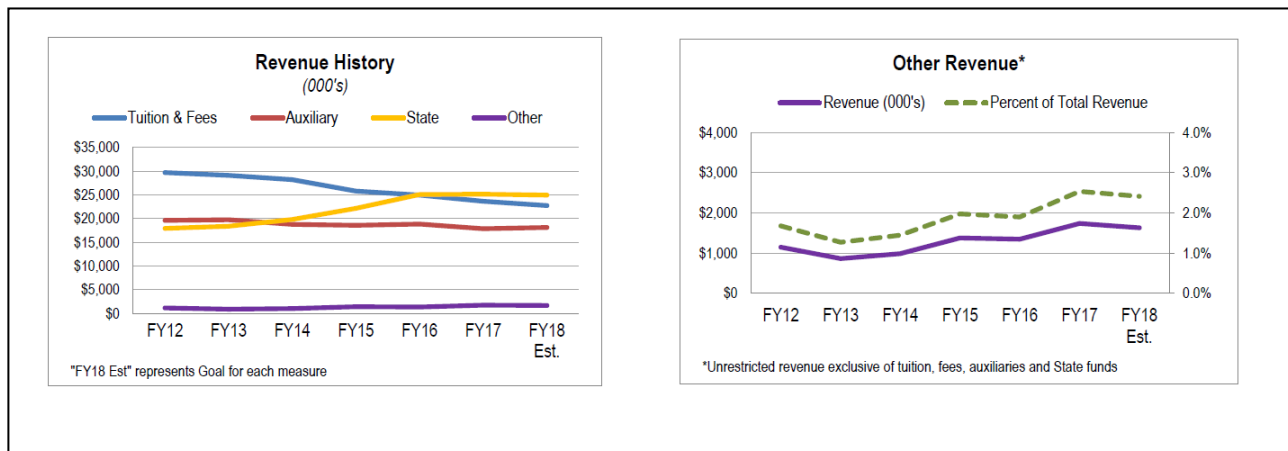 Revenue History
(000's)
Tuition & Fees Auxiliary State Other
$35,000
$30,000
$25,000
$20,000
$15,000
$10,000
$5,000
$0
FY12 FY13 FY14 FY15 FY16 FY17 FY18
Est.
"FY18 Est" represents Goal for each measure
Other Revenue*
Revenue (000's) Percent of Total Revenue
$4,000 4.0%
$3,000 3.0%
$2,000 2.0%
$1,000 1.0%
$0 0.0%
FY12 FY13 FY14 FY15 FY16 FY17 FY18
Est.
*Unrestricted revenue exclusive of tuition, fees, auxiliaries and State funds